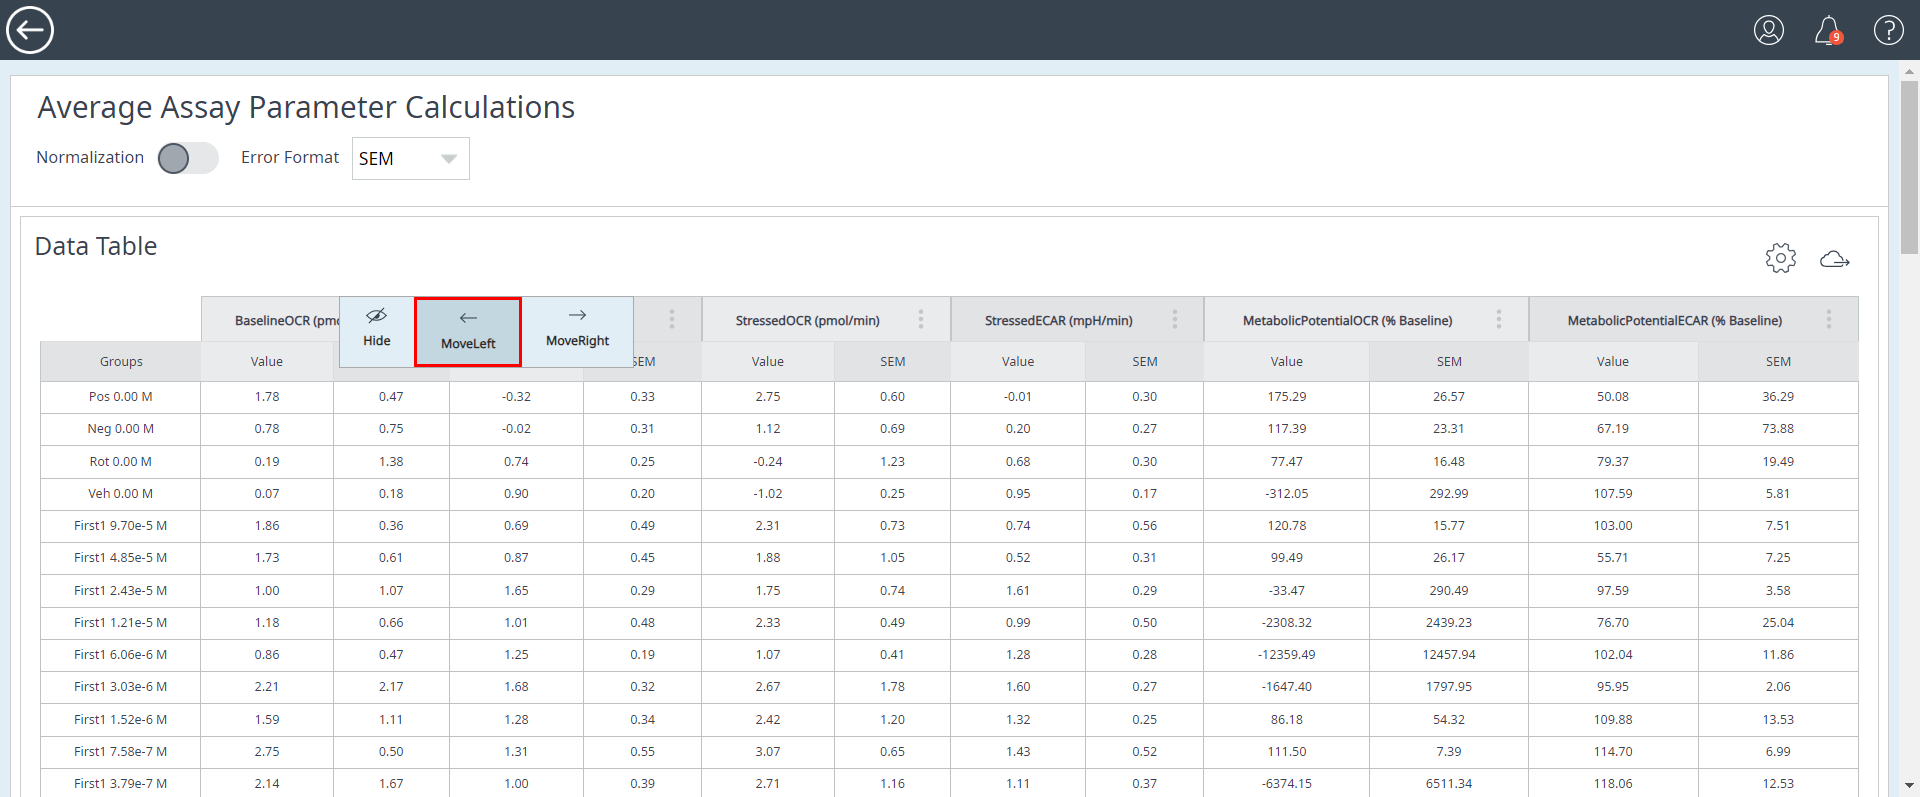 9
Average Assay Parameter Calculations
Normalization Error Format SEM
Data Table
BaselineOCR (pmo Hide MoveLeft MoveRight StressedOCR (pmol/min) StressedECAR (mpH/min) MetabolicPotentialOCR (% Baseline) MetabolicPotentialECAR (% Baseline)
Groups Value SEM Value SEM Value SEM Value SEM Value SEM
Pos 0.00 M 1.78 0.47 -0.32 0.33 2.75 0.60 -0.01 0.30 175.29 26.57 50.08 36.29
Neg 0.00 M 0.78 0.75 -0.02 0.31 1.12 0.69 0.20 0.27 117.39 23.31 67.19 73.88
Rot 0.00 M 0.19 1.38 0.74 0.25 -0.24 1.23 0.68 0.30 77.47 16.48 79.37 19.49
Veh 0.00 M 0.07 0.18 0.90 0.20 -1.02 0.25 0.95 0.17 -312.05 292.99 107.59 5.81
First1 9.70e-5 M 1.86 0.36 0.69 0.49 2.31 0.73 0.74 0.56 120.78 15.77 103.00 7.51
First1 4.85e-5 M 1.73 0.61 0.87 0.45 1.88 1.05 0.52 0.31 99.49 26.17 55.71 7.25
First1 2.43e-5 M 1.00 1.07 1.65 0.29 1.75 0.74 1.61 0.29 -33.47 290.49 97.59 3.58
First1 1.21e-5 M 1.18 0.66 1.01 0.48 2.33 0.49 0.99 0.50 -2308.32 2439.23 76.70 25.04
First1 6.06e-6 M 0.86 0.47 1.25 0.19 1.07 0.41 1.28 0.28 -12359.49 12457.94 102.04 11.86
First1 3.03e-6 M 2.21 2.17 1.68 0.32 2.67 1.78 1.60 0.27 -1647.40 1797.95 95.95 2.06
First1 1.52e-6 M 1.59 1.11 1.28 0.34 2.42 1.20 1.32 0.25 86.18 54.32 109.88 13.53
First1 7.58e-7 M 2.75 0.50 1.31 0.55 3.07 0.65 1.43 0.52 111.50 7.39 114.70 6.99
First1 3.79e-7 M 2.14 1.67 1.00 0.39 2.71 1.16 1.11 0.37 -6374.15 6511.34 118.06 12.53